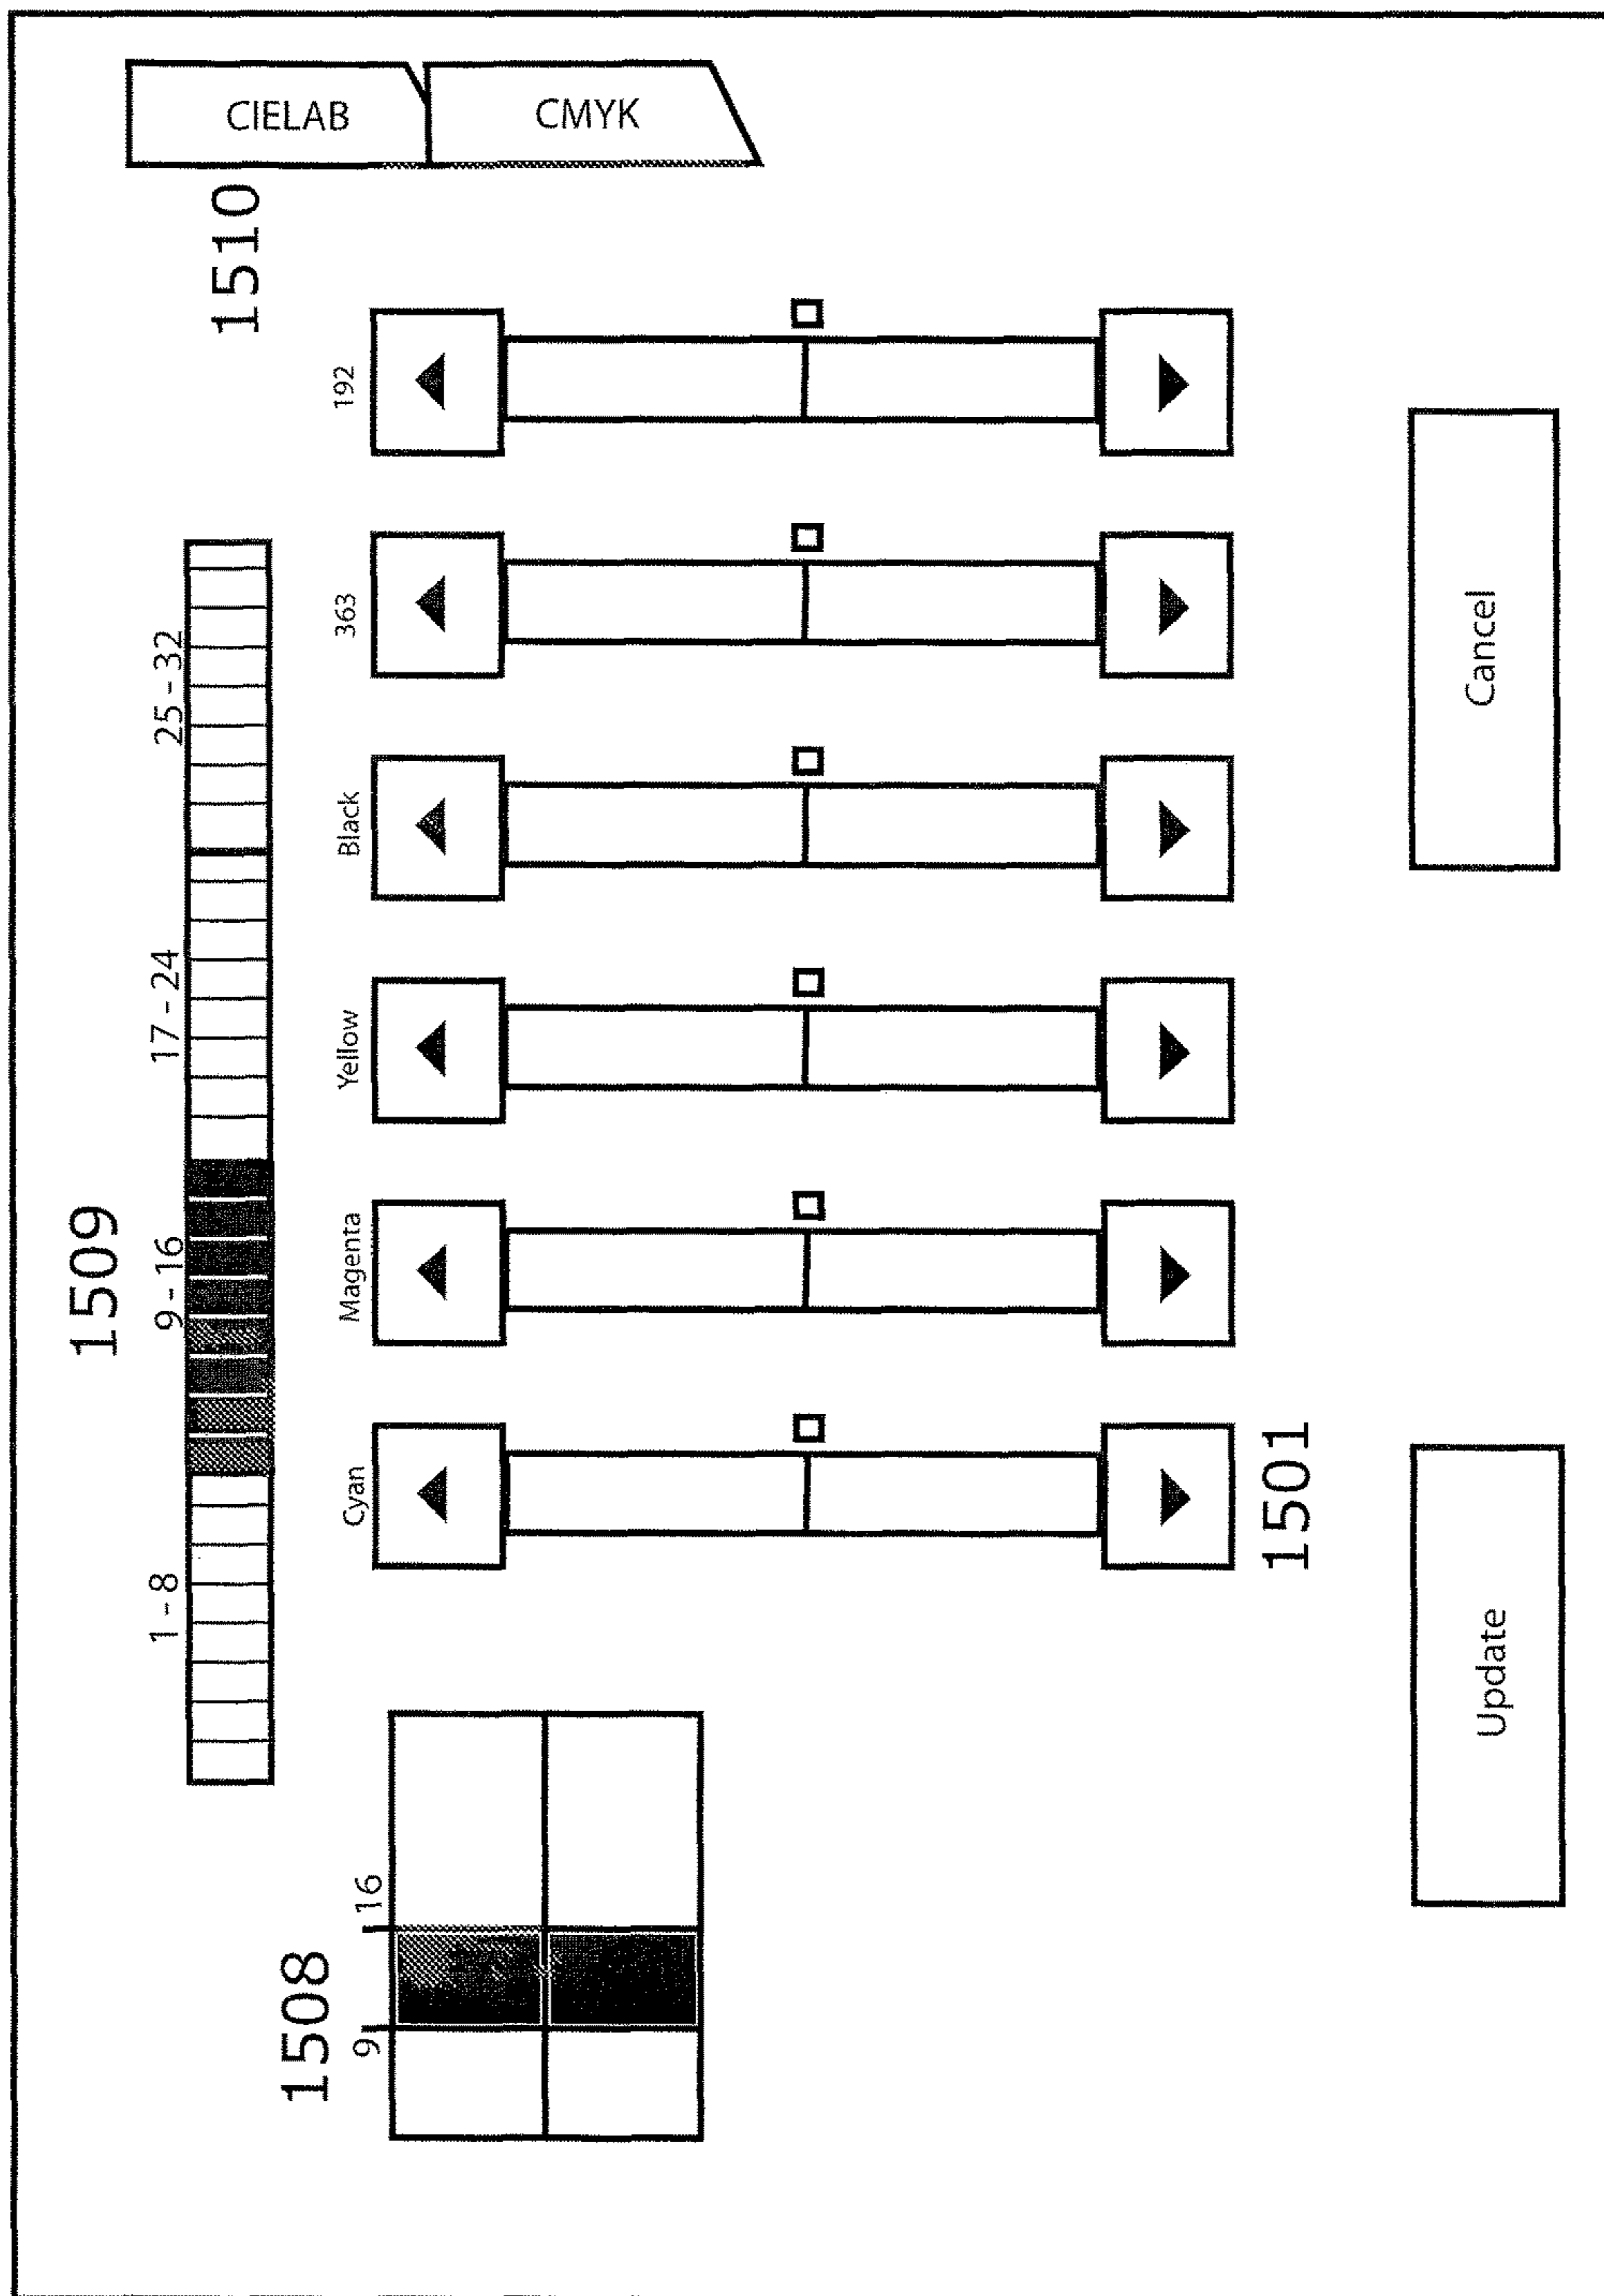 1509
1 - 8 9 - 16 17 - 24 25 - 32
1510
CIELAB
CMYK
1508
9 16
Cyan Magenta Yellow Black 363 192
1501
Update Cancel